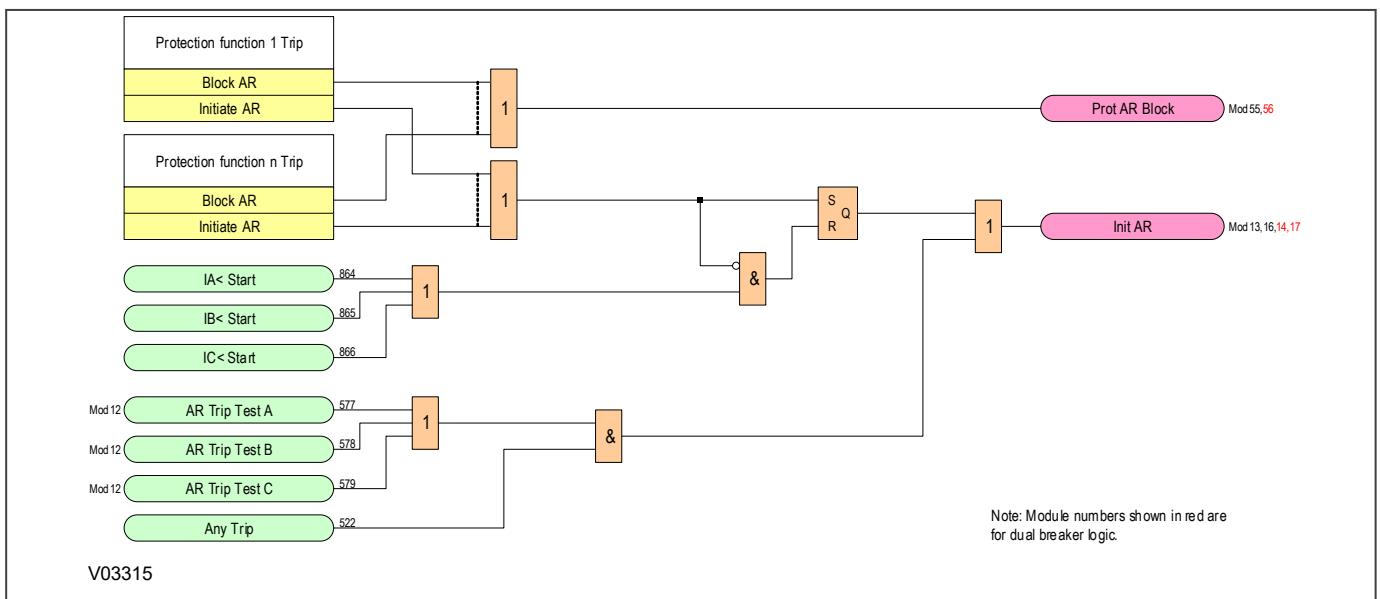 Protection function 1 Trip
Block AR
Initiate AR
1
Prot AR Block
Mod 55,56
Protection function n Trip
Block AR
Initiate AR
1
S
Q
R
1
Init AR
Mod 13,16,14,17
&
IA< Start
864
1
IB< Start
865
IC< Start
866
Mod 12
AR Trip Test A
577
1
&
Mod 12
AR Trip Test B
578
Mod 12
AR Trip Test C
579
Any Trip
522
Note: Module numbers shown in red are
for dual breaker logic.
V03315